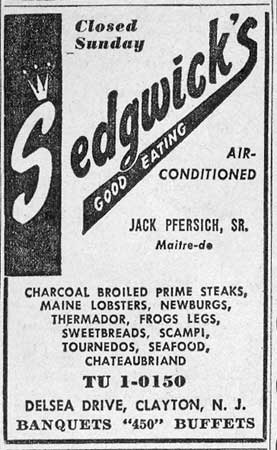 Closed
Sunday
Sedgwick's
GOOD EATING
AIR-
CONDITIONED
JACK PFERSICH, SR.
Maitre-de
CHARCOAL BROILED PRIME STEAKS,
MAINE LOBSTERS, NEWBURGS,
THERMADOR, FROGS LEGS,
SWEETBREADS, SCAMPI,
TOURNEDOS, SEAFOOD,
CHATEAUBRIAND
TU 1-0150
DELSEA DRIVE, CLAYTON, N. J.
BANQUETS "450" BUFFETS